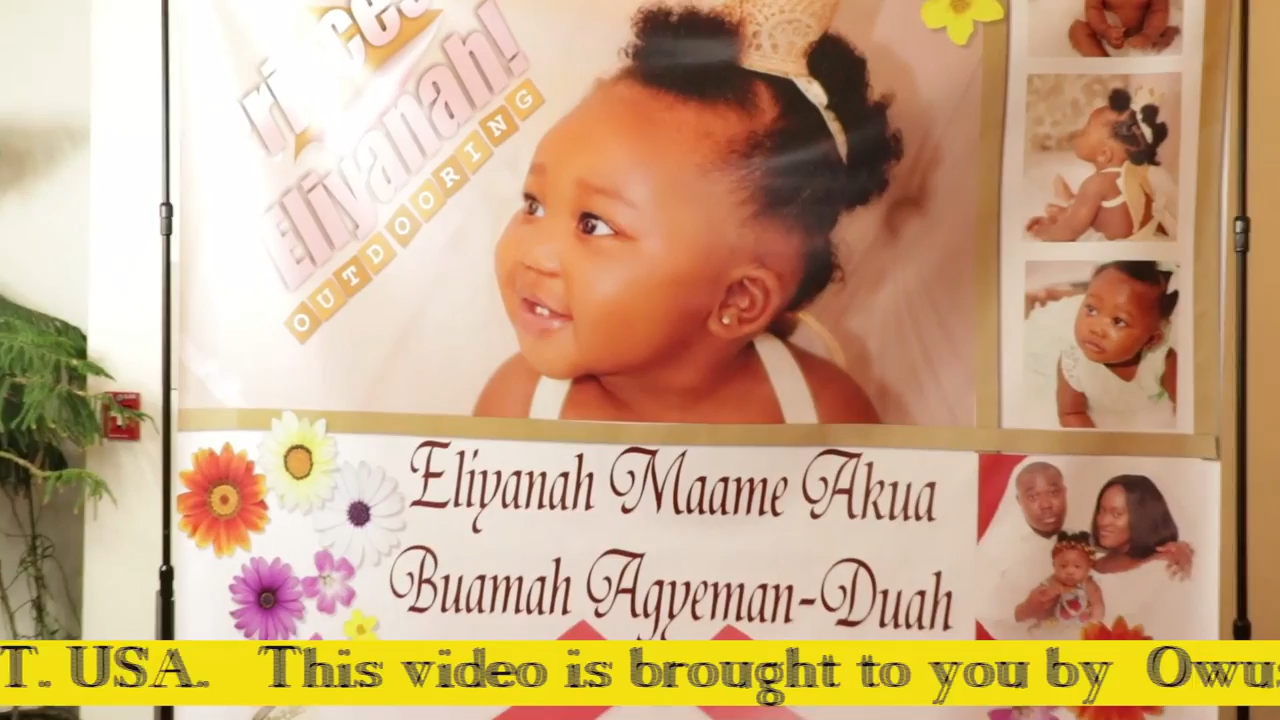 Eliyanah!
OUTDOORING
Eliyanah Maame Akua
Buamah Agyeman-Duah
T. USA. This video is brought to you by